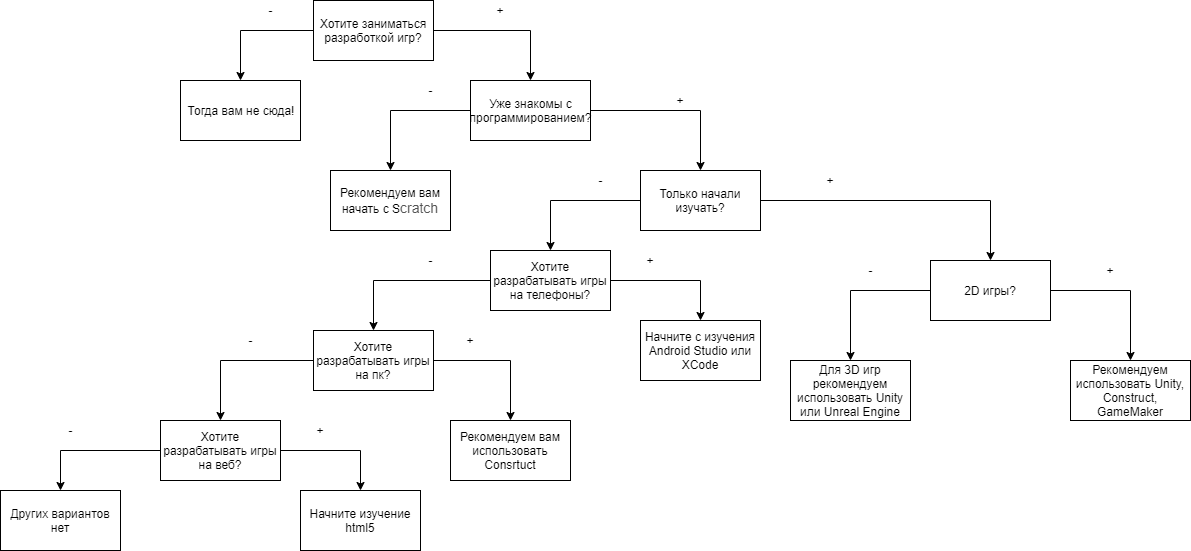 -
+
Хотите заниматься
разработкой игр?
Тогда вам не сюда!
-
+
Уже знакомы с
программированием?
Рекомендуем вам
начать с Scratch
-
+
Только начали
изучать?
-
+
Хотите
разрабатывать игры
на телефоны?
-
+
2D игры?
Начните с изучения
Android Studio или
XCode
-
+
Хотите
разрабатывать игры
на пк?
Для 3D игр
рекомендуем
использовать Unity
или Unreal Engine
Рекомендуем
использовать Unity,
Construct,
GameMaker
-
+
Хотите
разрабатывать игры
на веб?
Рекомендуем вам
использовать
Consrtuct
Других вариантов
нет
Начните изучение
html5